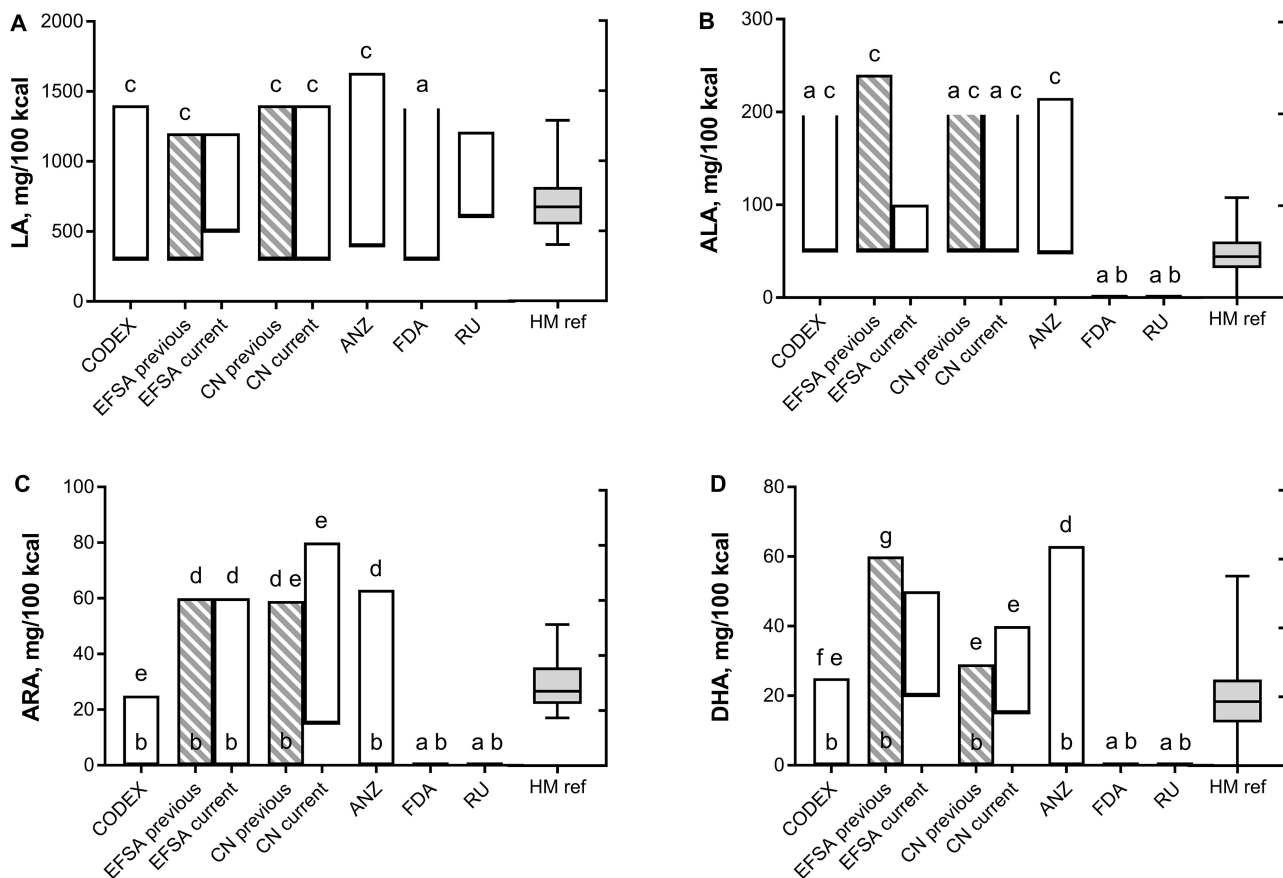 A
LA, mg/100 kcal
2000
1500
1000
500
0
c
c
c
c
c
a
CODEX
EFSA previous
EFSA current
CN previous
CN current
ANZ
FDA
RU
HM ref
B
ALA, mg/100 kcal
300
200
100
0
a c
c
a c
a c
c
a b
a b
CODEX
EFSA previous
EFSA current
CN previous
CN current
ANZ
FDA
RU
HM ref
C
ARA, mg/100 kcal
100
80
60
40
20
0
e
d
d
d e
e
d
b
b
b
b
b
a b
a b
CODEX
EFSA previous
EFSA current
CN previous
CN current
ANZ
FDA
RU
HM ref
D
DHA, mg/100 kcal
80
60
40
20
0
f e
g
e
e
d
b
b
b
b
a b
a b
CODEX
EFSA previous
EFSA current
CN previous
CN current
ANZ
FDA
RU
HM ref